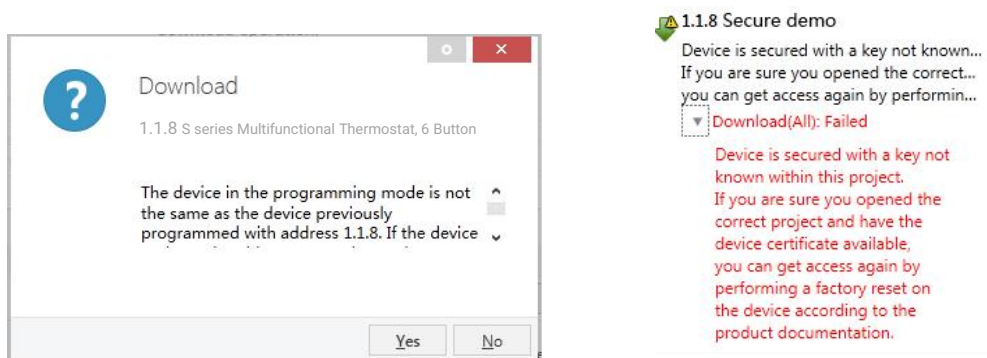 Download
1.1.8 S series Multifunctional Thermostat, 6 Button
The device in the programming mode is not
the same as the device previously
programmed with address 1.1.8. If the device
Yes
No
1.1.8 Secure demo
Device is secured with a key not known...
If you are sure you opened the correct...
you can get access again by performin...
Download(All): Failed
Device is secured with a key not
known within this project.
If you are sure you opened the
correct project and have the
device certificate available,
you can get access again by
performing a factory reset on
the device according to the
product documentation.